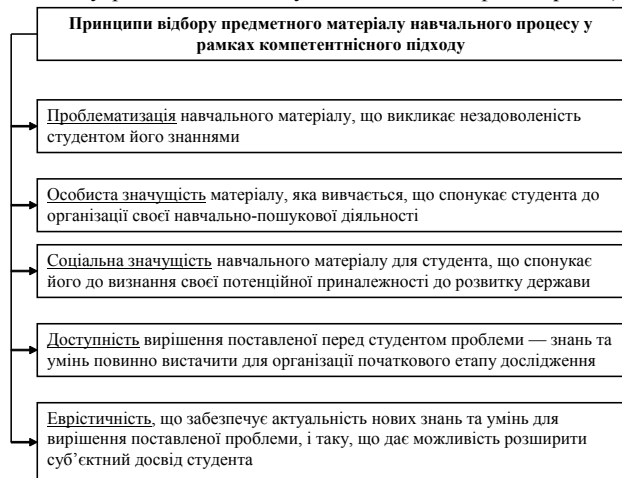 Принципи відбору предметного матеріалу навчального процесу у
рамках компетентнісного підходу
Проблематизація навчального матеріалу, що викликає незадоволеність
студентом його знаннями
Особиста значущість матеріалу, яка вивчається, що спонукає студента до
організації своєї навчально-пошукової діяльності
Соціальна значущість навчального матеріалу для студента, що спонукає
його до визнання своєї потенційної приналежності до розвитку держави
Доступність вирішення поставленої перед студентом проблеми — знань та
умінь повинно вистачити для організації початкового етапу дослідження
Еврістичність, що забезпечує актуальність нових знань та умінь для
вирішення поставленої проблеми, і таку, що дає можливість розширити
суб’єктний досвід студента